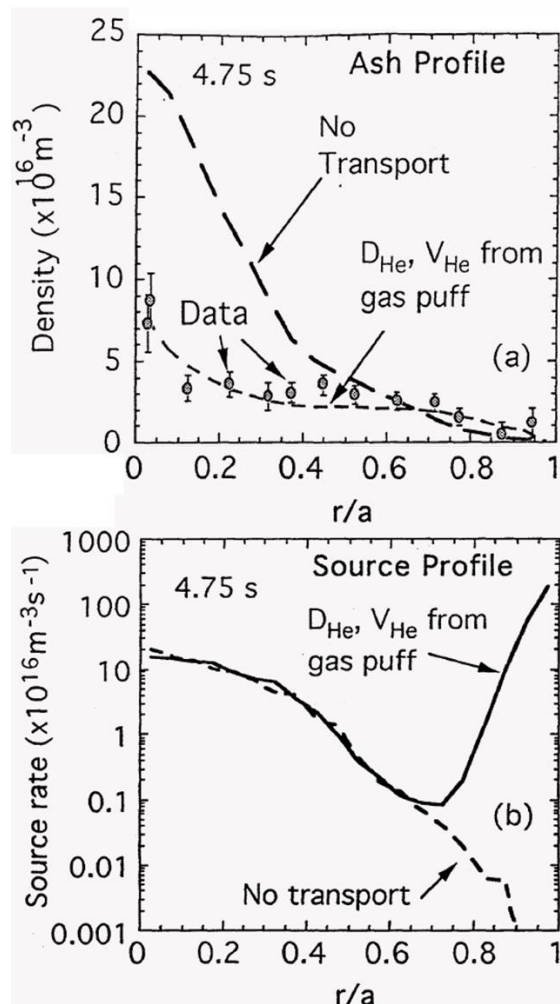 4.75 s
Ash Profile
No
Transport
D_He, V_He from
gas puff
Data
(a)
Density (x10^16 m^-3)
25
20
15
10
5
0
0 0.2 0.4 0.6 0.8 1
r/a
4.75 s
Source Profile
D_He, V_He from
gas puff
(b)
No transport
Source rate (x10^16m^-3s^-1)
1000
100
10
1
0.1
0.01
0.001
0 0.2 0.4 0.6 0.8 1
r/a